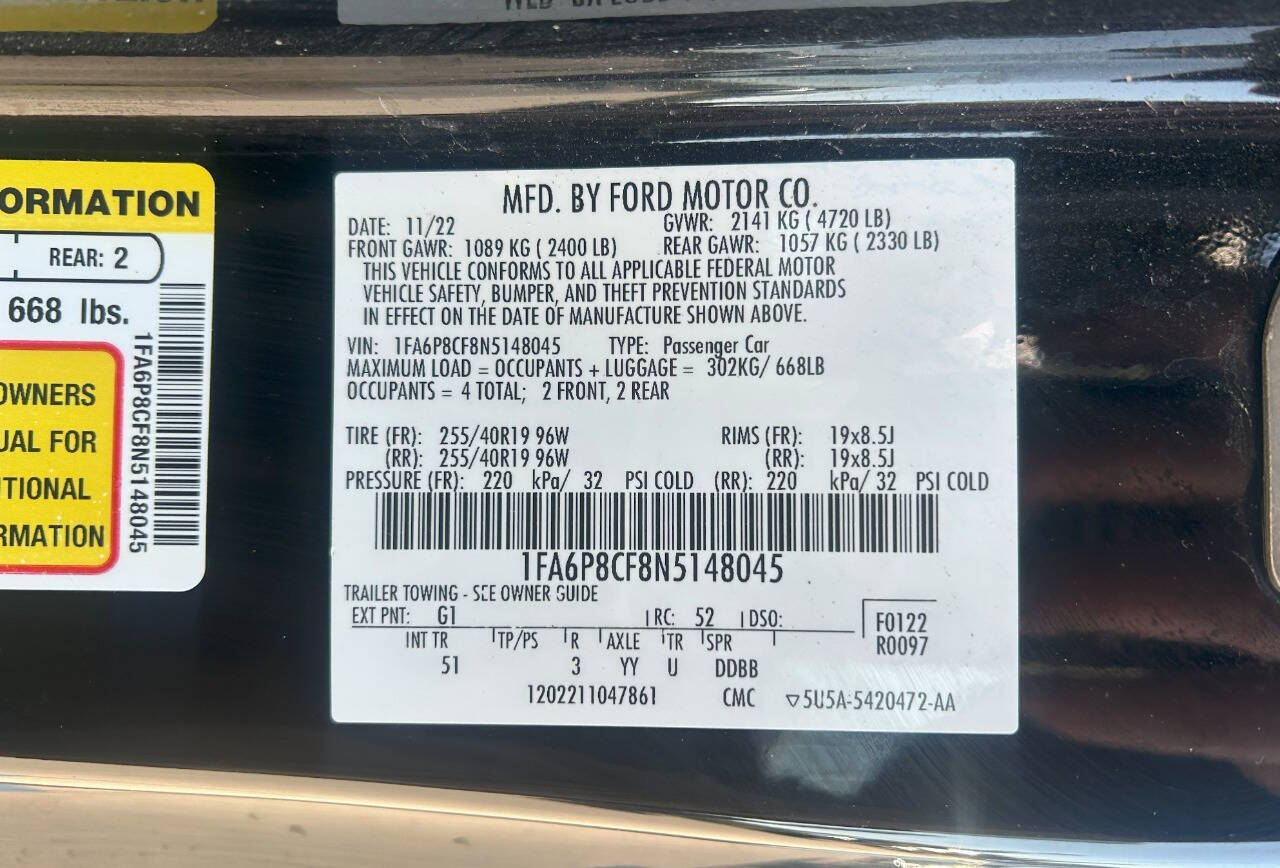 ORMATION
REAR: 2
668 lbs.
OWNERS
UAL FOR
ITIONAL
RMATION
1FA6P8CF8N5148045
MFD. BY FORD MOTOR CO.
DATE: 11/22 GVWR: 2141 KG ( 4720 LB)
FRONT GAWR: 1089 KG ( 2400 LB) REAR GAWR: 1057 KG ( 2330 LB)
THIS VEHICLE CONFORMS TO ALL APPLICABLE FEDERAL MOTOR
VEHICLE SAFETY, BUMPER, AND THEFT PREVENTION STANDARDS
IN EFFECT ON THE DATE OF MANUFACTURE SHOWN ABOVE.
VIN: 1FA6P8CF8N5148045 TYPE: Passenger Car
MAXIMUM LOAD = OCCUPANTS + LUGGAGE = 302KG/ 668LB
OCCUPANTS = 4 TOTAL; 2 FRONT, 2 REAR
TIRE (FR): 255/40R19 96W RIMS (FR): 19x8.5J
(RR): 255/40R19 96W (RR): 19x8.5J
PRESSURE (FR): 220 kPa/ 32 PSI COLD (RR): 220 kPa/ 32 PSI COLD
1FA6P8CF8N5148045
TRAILER TOWING - SEE OWNER GUIDE
EXT PNT: G1 RC: 52 DSO: F0122
INT TR TP/PS R AXLE TR SPR R0097
51 3 YY U DDBB
1202211047861 CMC ▽5U5A-5420472-AA